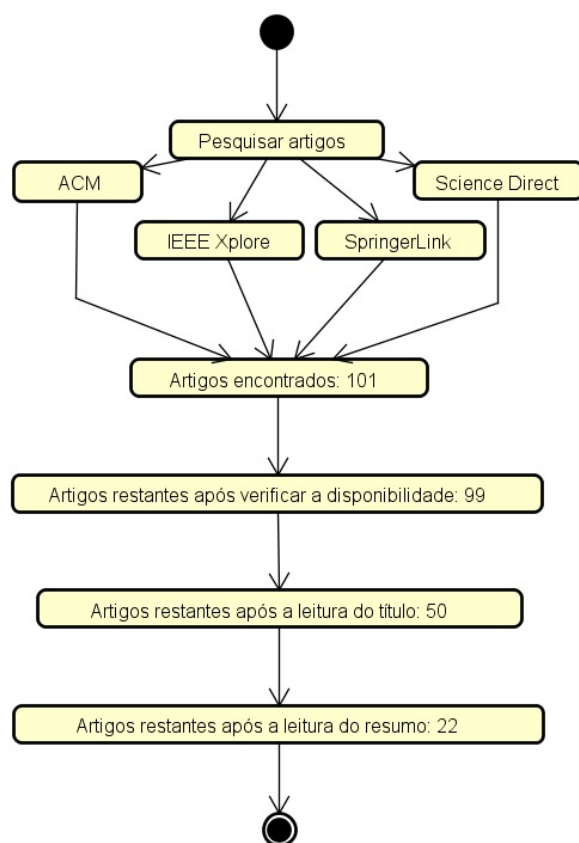 Pesquisar artigos
ACM
Science Direct
IEEE Xplore
SpringerLink
Artigos encontrados: 101
Artigos restantes após verificar a disponibilidade: 99
Artigos restantes após a leitura do título: 50
Artigos restantes após a leitura do resumo: 22